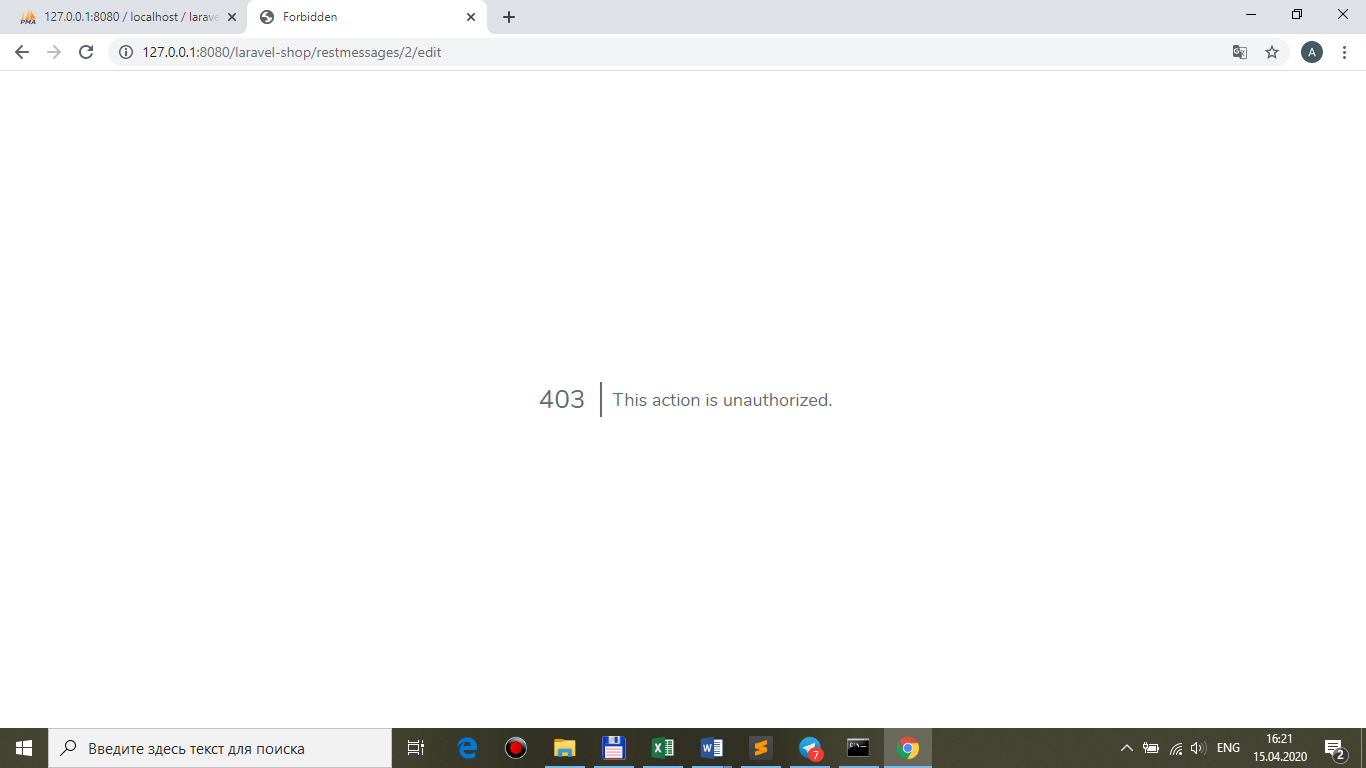 127.0.0.1:8080 / localhost / larave
Forbidden
127.0.0.1:8080/laravel-shop/restmessages/2/edit
A
403
This action is unauthorized.
Введите здесь текст для поиска
7
ENG
16:21
15.04.2020
2
PMA